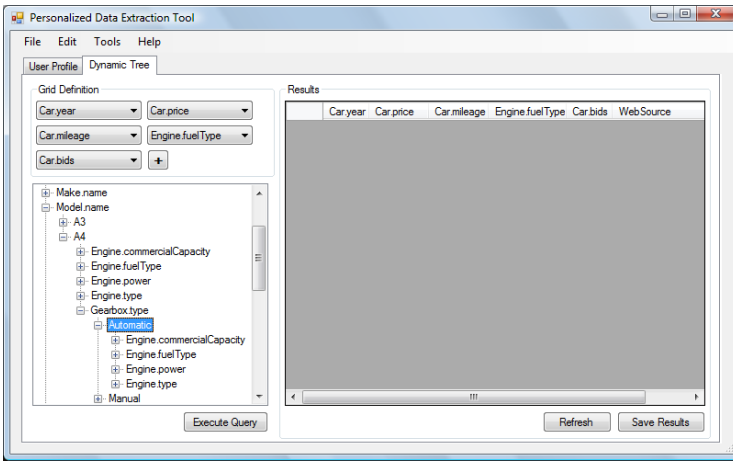 Personalized Data Extraction Tool
File Edit Tools Help
User Profile Dynamic Tree
Grid Definition
Car.year Car.price
Car.mileage Engine.fuelType
Car.bids +
Make.name
Model.name
A3
A4
Engine.commercialCapacity
Engine.fuelType
Engine.power
Engine.type
Gearbox.type
Automatic
Engine.commercialCapacity
Engine.fuelType
Engine.power
Engine.type
Manual
Execute Query
Results
Car.year Car.price Car.mileage Engine.fuelType Car.bids WebSource
Refresh Save Results